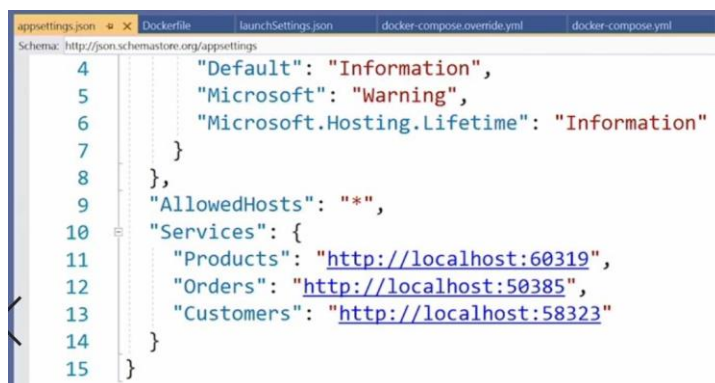 appsettings.json Dockerfile launchSettings.json docker-compose.override.yml docker-compose.yml
Schema: http://json.schemastore.org/appsettings
4 "Default": "Information",
5 "Microsoft": "Warning",
6 "Microsoft.Hosting.Lifetime": "Information"
7 }
8 },
9 "AllowedHosts": "*",
10 "Services": {
11 "Products": "http://localhost:60319",
12 "Orders": "http://localhost:50385",
13 "Customers": "http://localhost:58323"
14 }
15 }